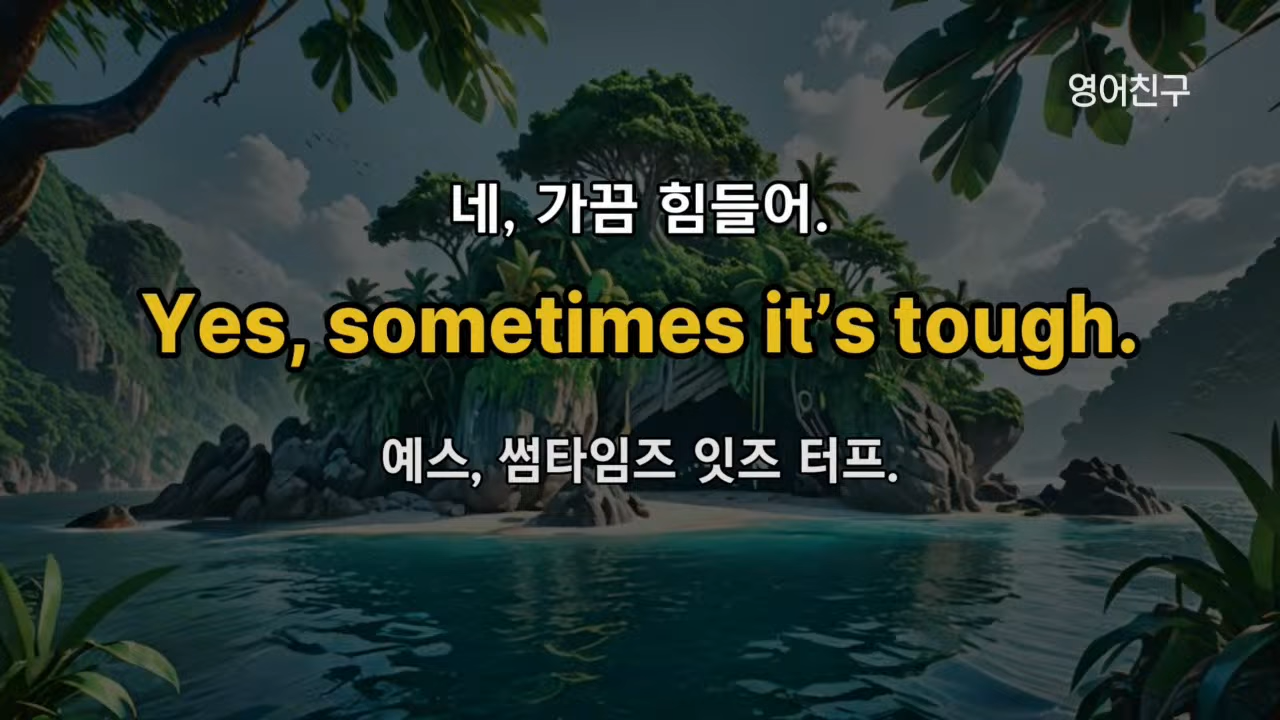 영어친구
네, 가끔 힘들어.
Yes, sometimes it’s tough.
예스, 썸타임즈 잇즈 터프.